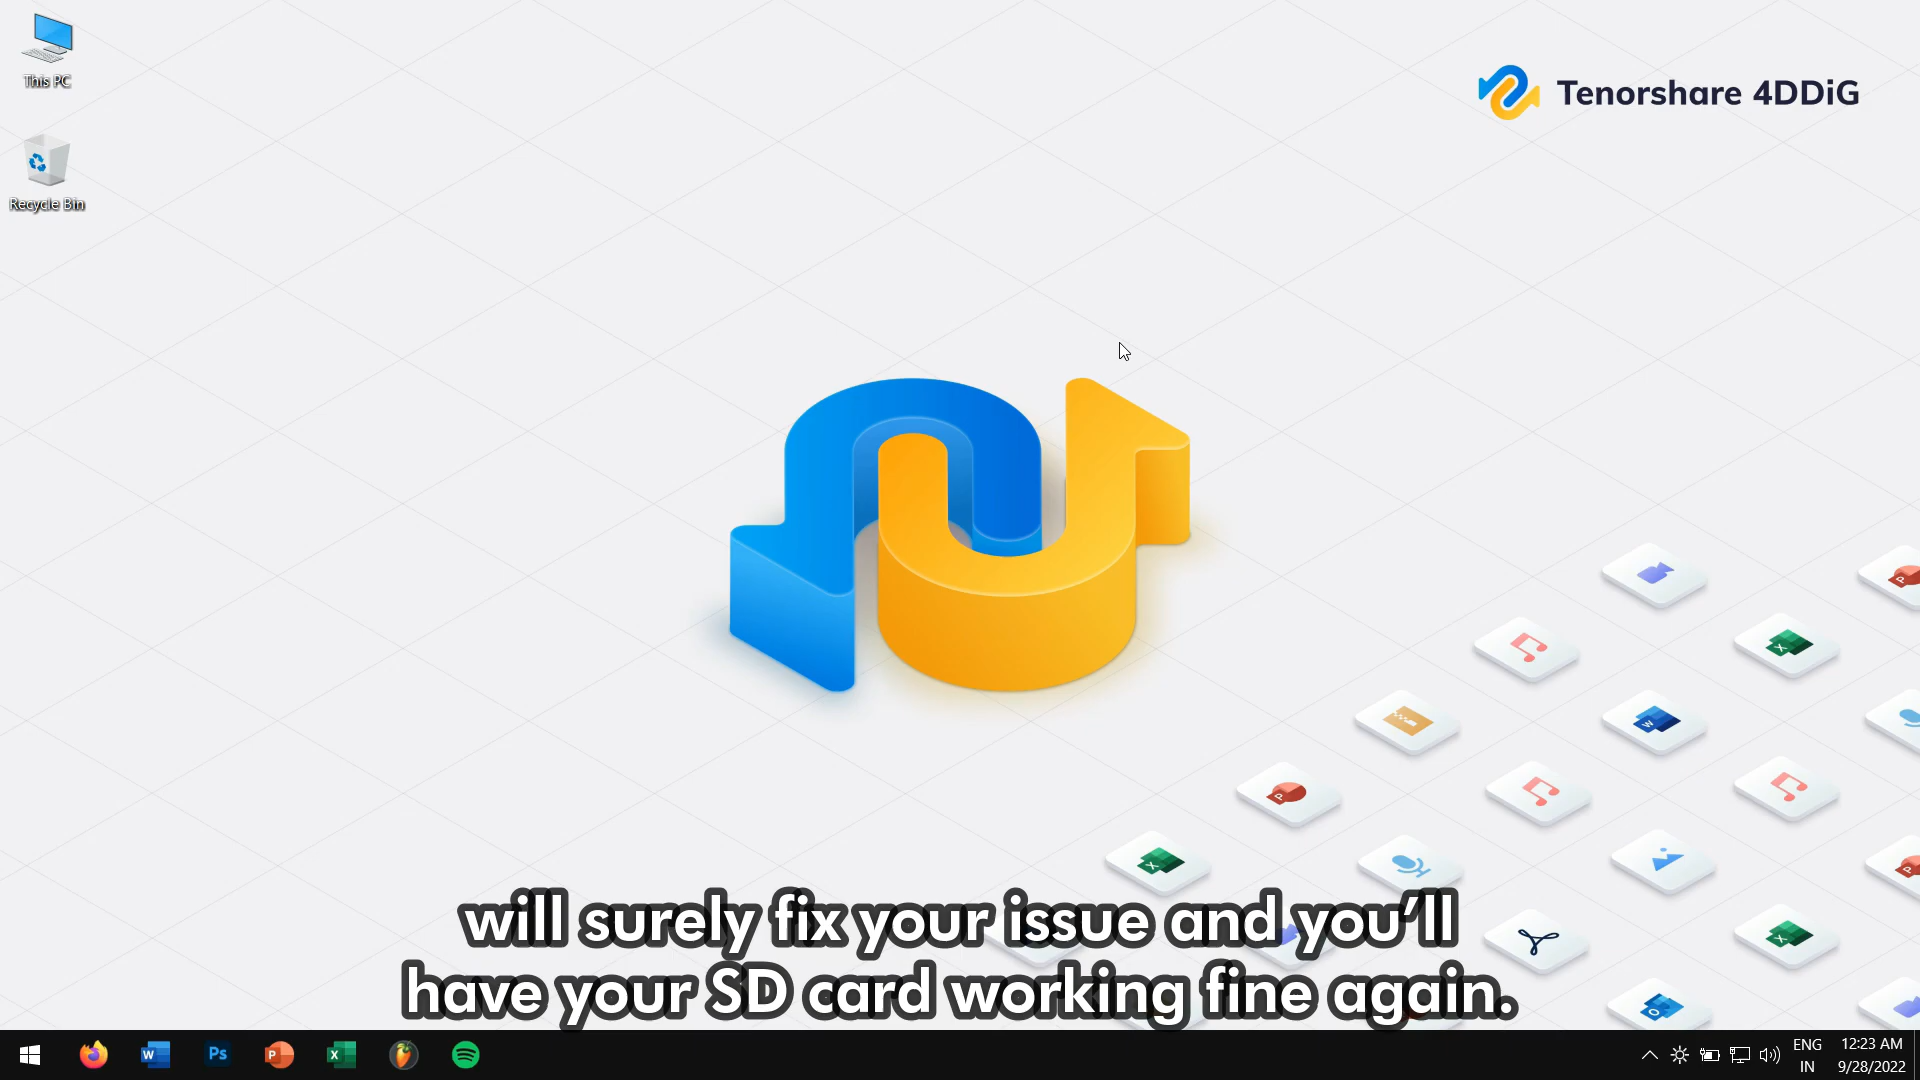 This PC
Tenorshare 4DDiG
Recycle Bin
will surely fix your issue and you’ll
have your SD card working fine again.
ENG
IN
12:23 AM
9/28/2022